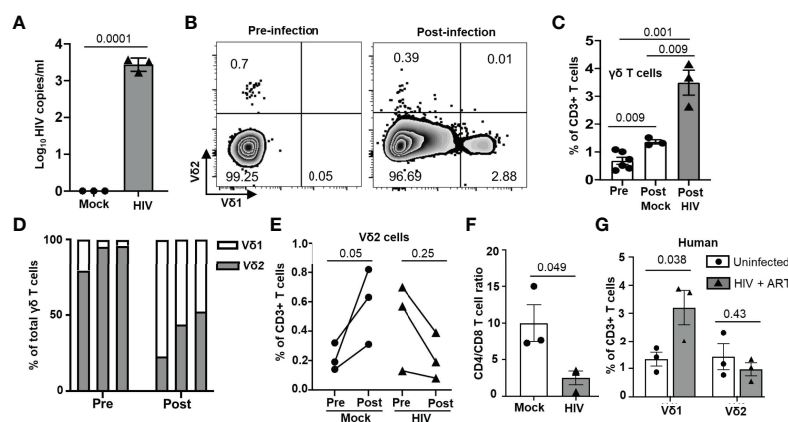 A
0.0001
Log10 HIV copies/ml
4
3
2
1
0
Mock
HIV
B
Pre-infection
Post-infection
0.7
0.39
0.01
99.25
0.05
96.69
2.88
Vδ2
Vδ1
C
0.001
0.009
γδ T cells
0.009
% of CD3+ T cells
5
4
3
2
1
0
Pre
Post Mock
Post HIV
D
% of total γδ T cells
100
50
0
Vδ1
Vδ2
Pre
Post
E
Vδ2 cells
0.05
0.25
% of CD3+ T cells
1.0
0.8
0.6
0.4
0.2
0.0
Pre
Post
Pre
Post
Mock
HIV
F
0.049
CD4/CD8 T cell ratio
20
15
10
5
0
Mock
HIV
G
Human
Uninfected
HIV + ART
0.038
0.43
% of CD3+ T cells
5
4
3
2
1
0
Vδ1
Vδ2